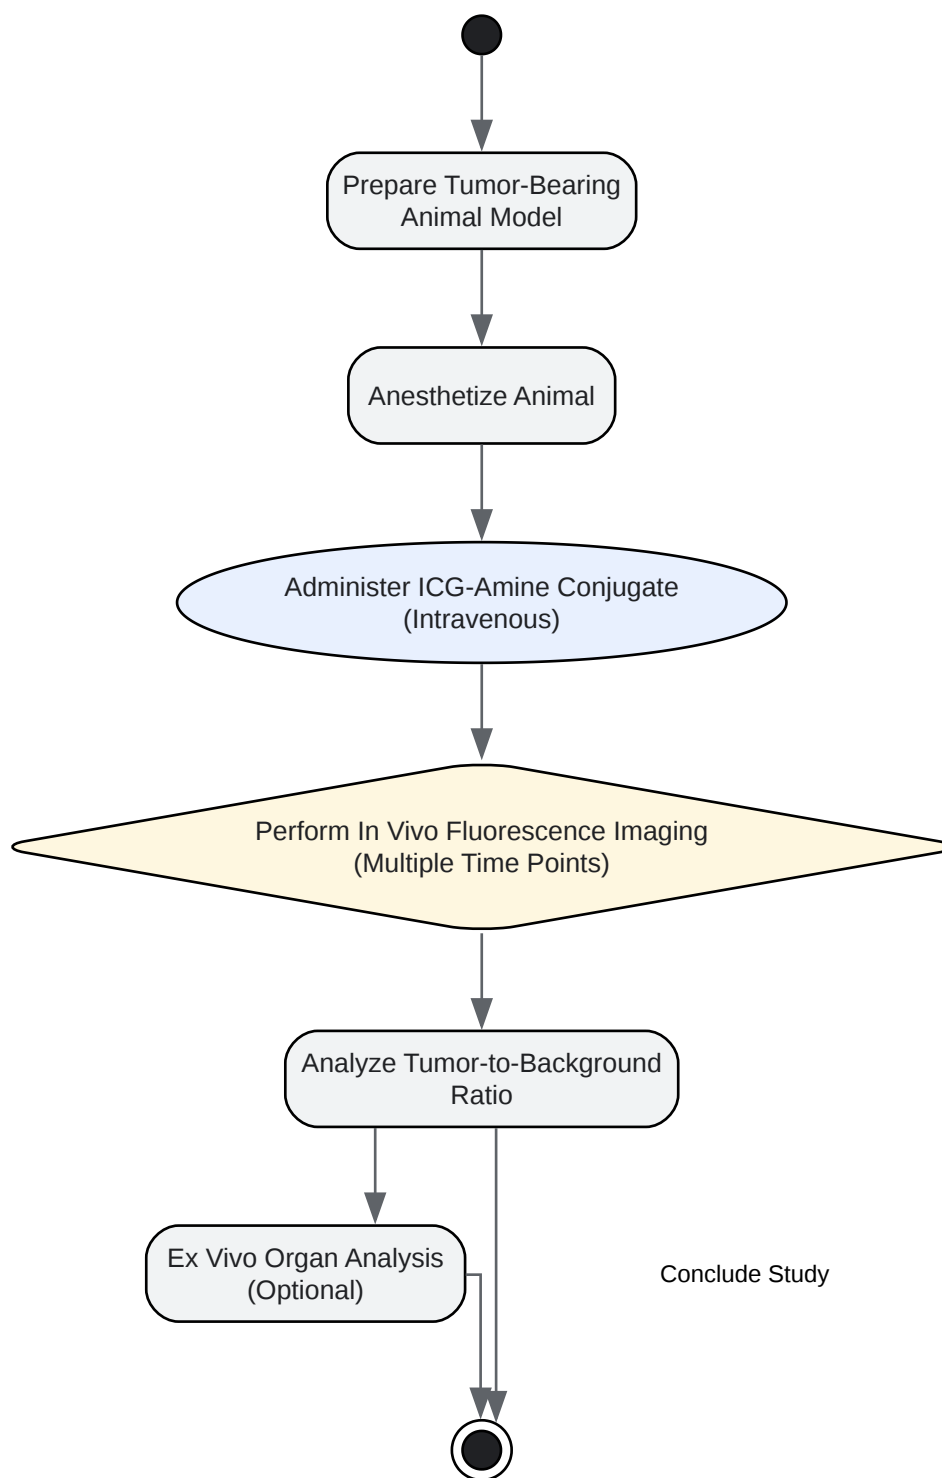 Prepare Tumor-Bearing
Animal Model
Anesthetize Animal
Administer ICG-Amine Conjugate
(Intravenous)
Perform In Vivo Fluorescence Imaging
(Multiple Time Points)
Analyze Tumor-to-Background
Ratio
Ex Vivo Organ Analysis
(Optional)
Conclude Study